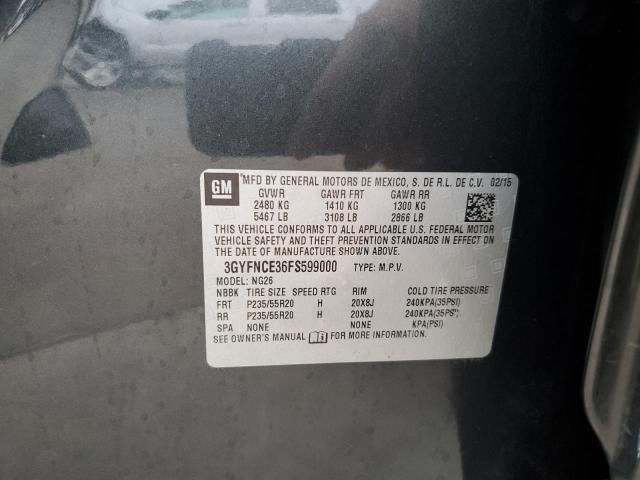 GM
MFD BY GENERAL MOTORS DE MEXICO, S. DE R.L. DE C.V. 02/15
GVWR GAWR FRT GAWR RR
2480 KG 1410 KG 1300 KG
5467 LB 3108 LB 2866 LB
THIS VEHICLE CONFORMS TO ALL APPLICABLE U.S. FEDERAL MOTOR
VEHICLE SAFETY AND THEFT PREVENTION STANDARDS IN EFFECT ON
THE DATE OF MANUFACTURE SHOWN ABOVE.
3GYFNCE36FS599000 TYPE: M.P.V.
MODEL: NG26
NBBK TIRE SIZE SPEED RTG RIM COLD TIRE PRESSURE
FRT P235/55R20 H 20X8J 240KPA(35PSI)
RR P235/55R20 H 20X8J 240KPA(35PSI)
SPA NONE NONE KPA(PSI)
SEE OWNER'S MANUAL FOR MORE INFORMATION.